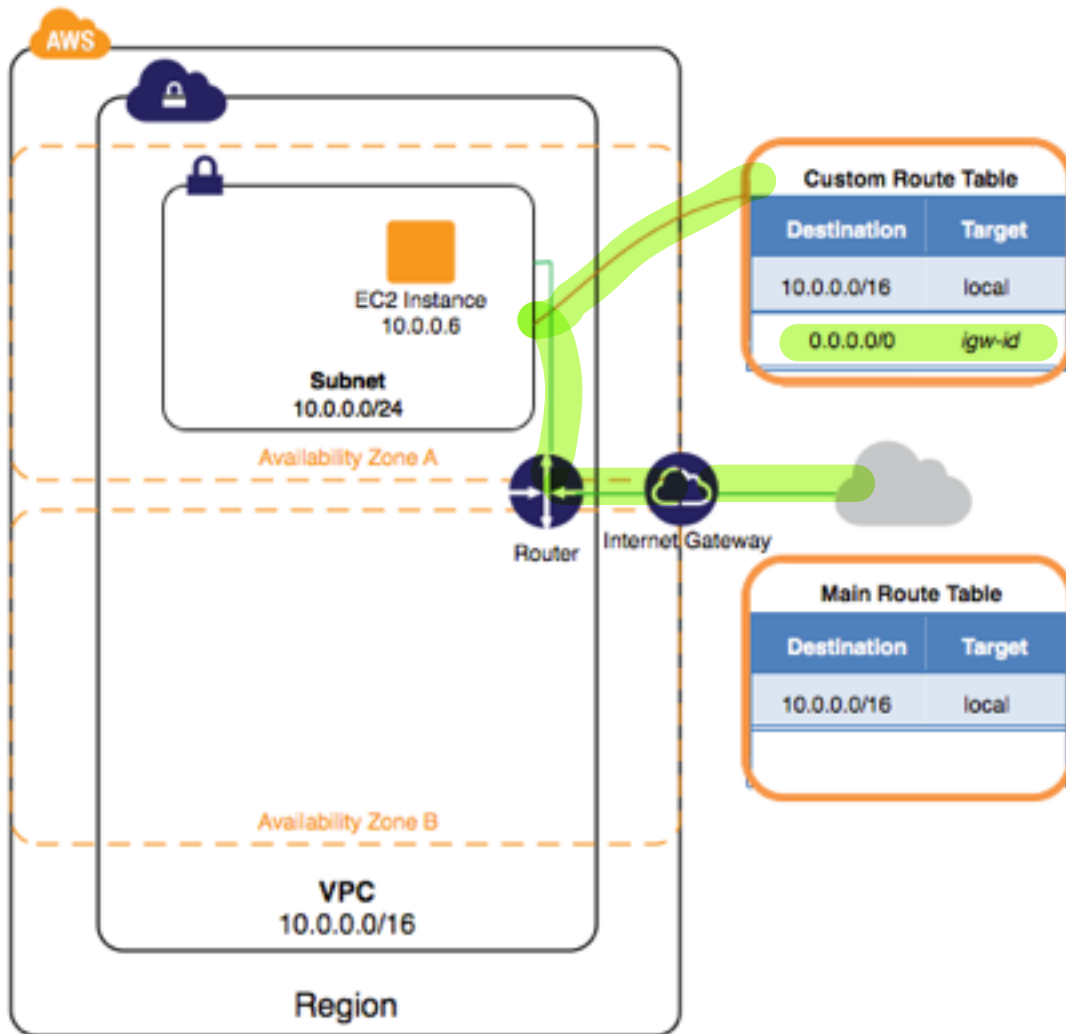 AWS
EC2 Instance
10.0.0.6
Subnet
10.0.0.0/24
Availability Zone A
Router
Internet Gateway
Availability Zone B
VPC
10.0.0.0/16
Region
Custom Route Table
Destination Target
10.0.0.0/16 local
0.0.0.0/0 igw-id
Main Route Table
Destination Target
10.0.0.0/16 local